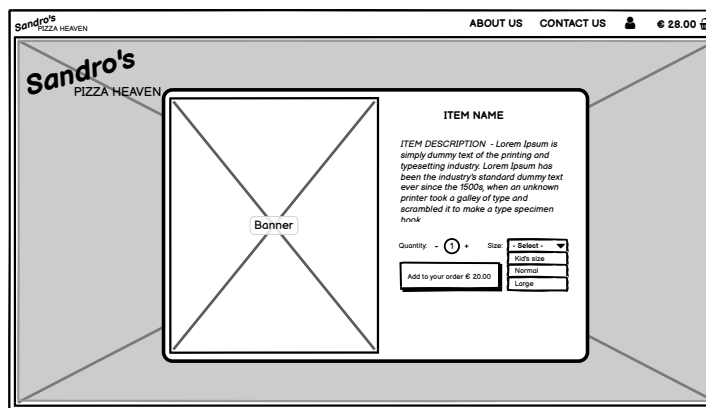 Sandro's
PIZZA HEAVEN
ABOUT US CONTACT US € 28.00
Sandro's
PIZZA HEAVEN
ITEM NAME
ITEM DESCRIPTION - Lorem Ipsum is
simply dummy text of the printing and
typesetting industry. Lorem Ipsum has
been the industry's standard dummy text
ever since the 1500s, when an unknown
printer took a galley of type and
scrambled it to make a type specimen
book
Banner
Quantity: - 1 + Size: - Select -
Kid's size
Normal
Large
Add to your order € 20.00